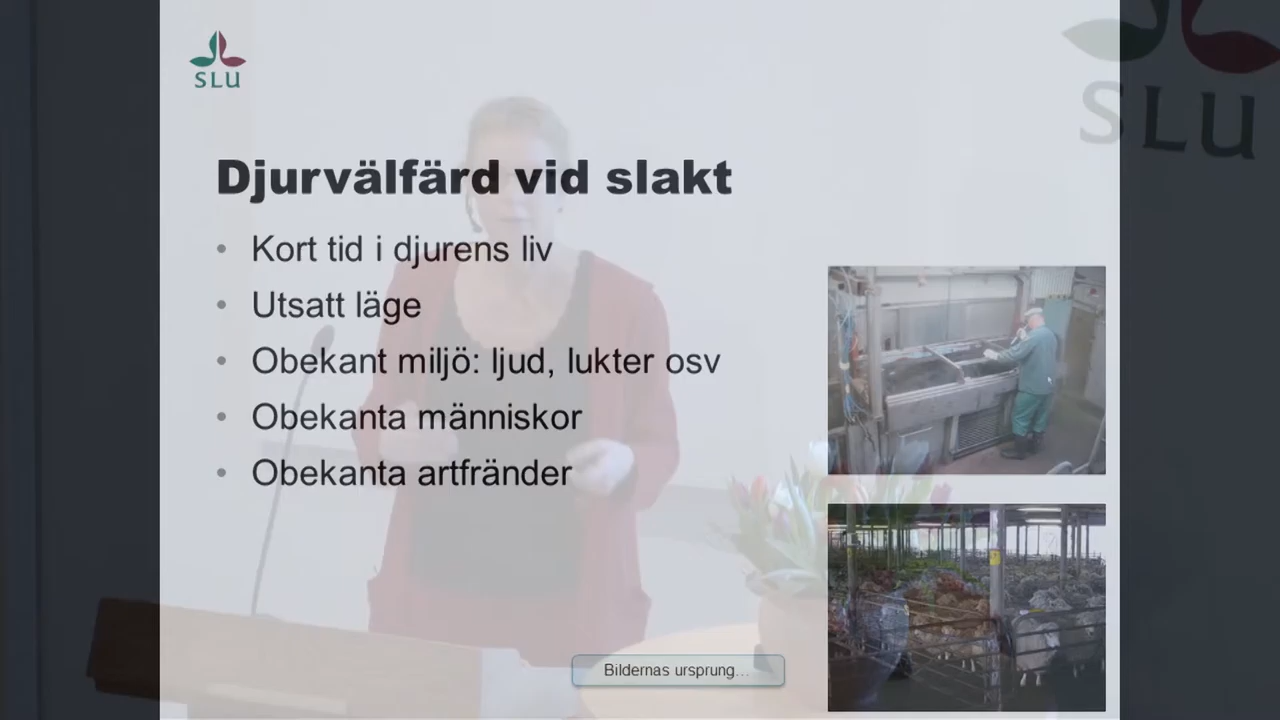 SLU
SLU
Djurvälfärd vid slakt
• Kort tid i djurens liv
• Utsatt läge
• Obekant miljö: ljud, lukter osv
• Obekanta människor
• Obekanta artfränder
Bildernas ursprung...